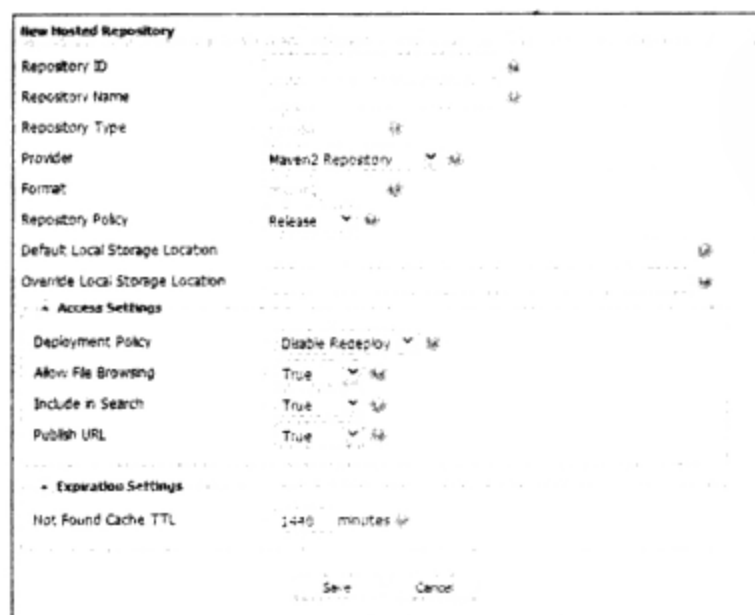 New Hosted Repository
Repository ID
Repository Name
Repository Type
Provider Maven2 Repository
Format
Repository Policy Release
Default Local Storage Location
Override Local Storage Location
Access Settings
Deployment Policy Disable Redeploy
Allow File Browsing True
Include in Search True
Publish URL True
Expiration Settings
Not Found Cache TTL 1440 minutes
Save Cancel